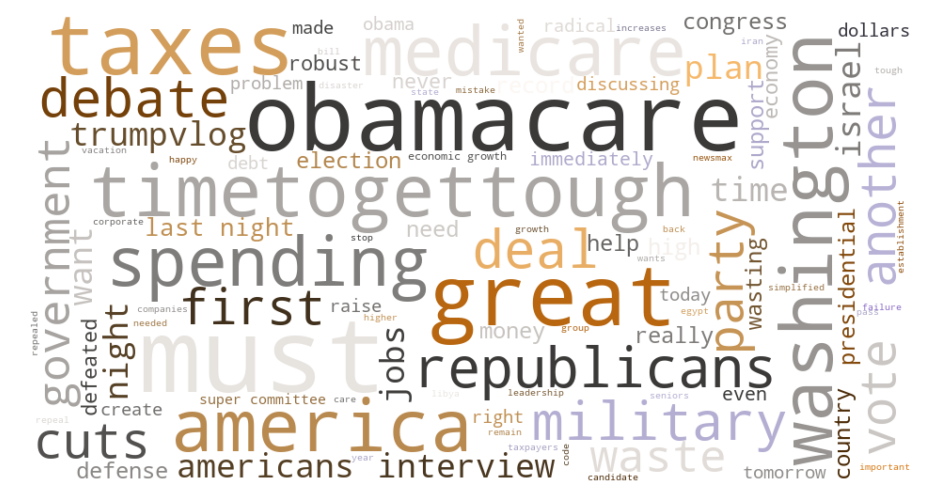 taxes
made
obama
medicare
radical
increases
wanted
congress
dollars
bill
robust
iran
debate
problem
disaster
never
record
discussing
plan
economy
tough
state
mistake
obamacare
trumpvlog
support
washington
israel
another
vacation
happy
debt
election
economic growth
immediately
newsmax
government
want
timetogettough
time
corporate
last night
need
growth
back
stop
spending
deal
help
high
party
wasting
presidential
establishment
wants
simplified
repealed
companies
first
raise
great
today
egypt
failure
pass
needed
higher
group
money
really
defeated
night
must
jobs
republicans
vote
super committee
care
libya
leadership
seniors
even
repeal
create
america
right
military
country
cuts
remain
taxpayers
defense
americans
interview
year
code
waste
candidate
tomorrow
important